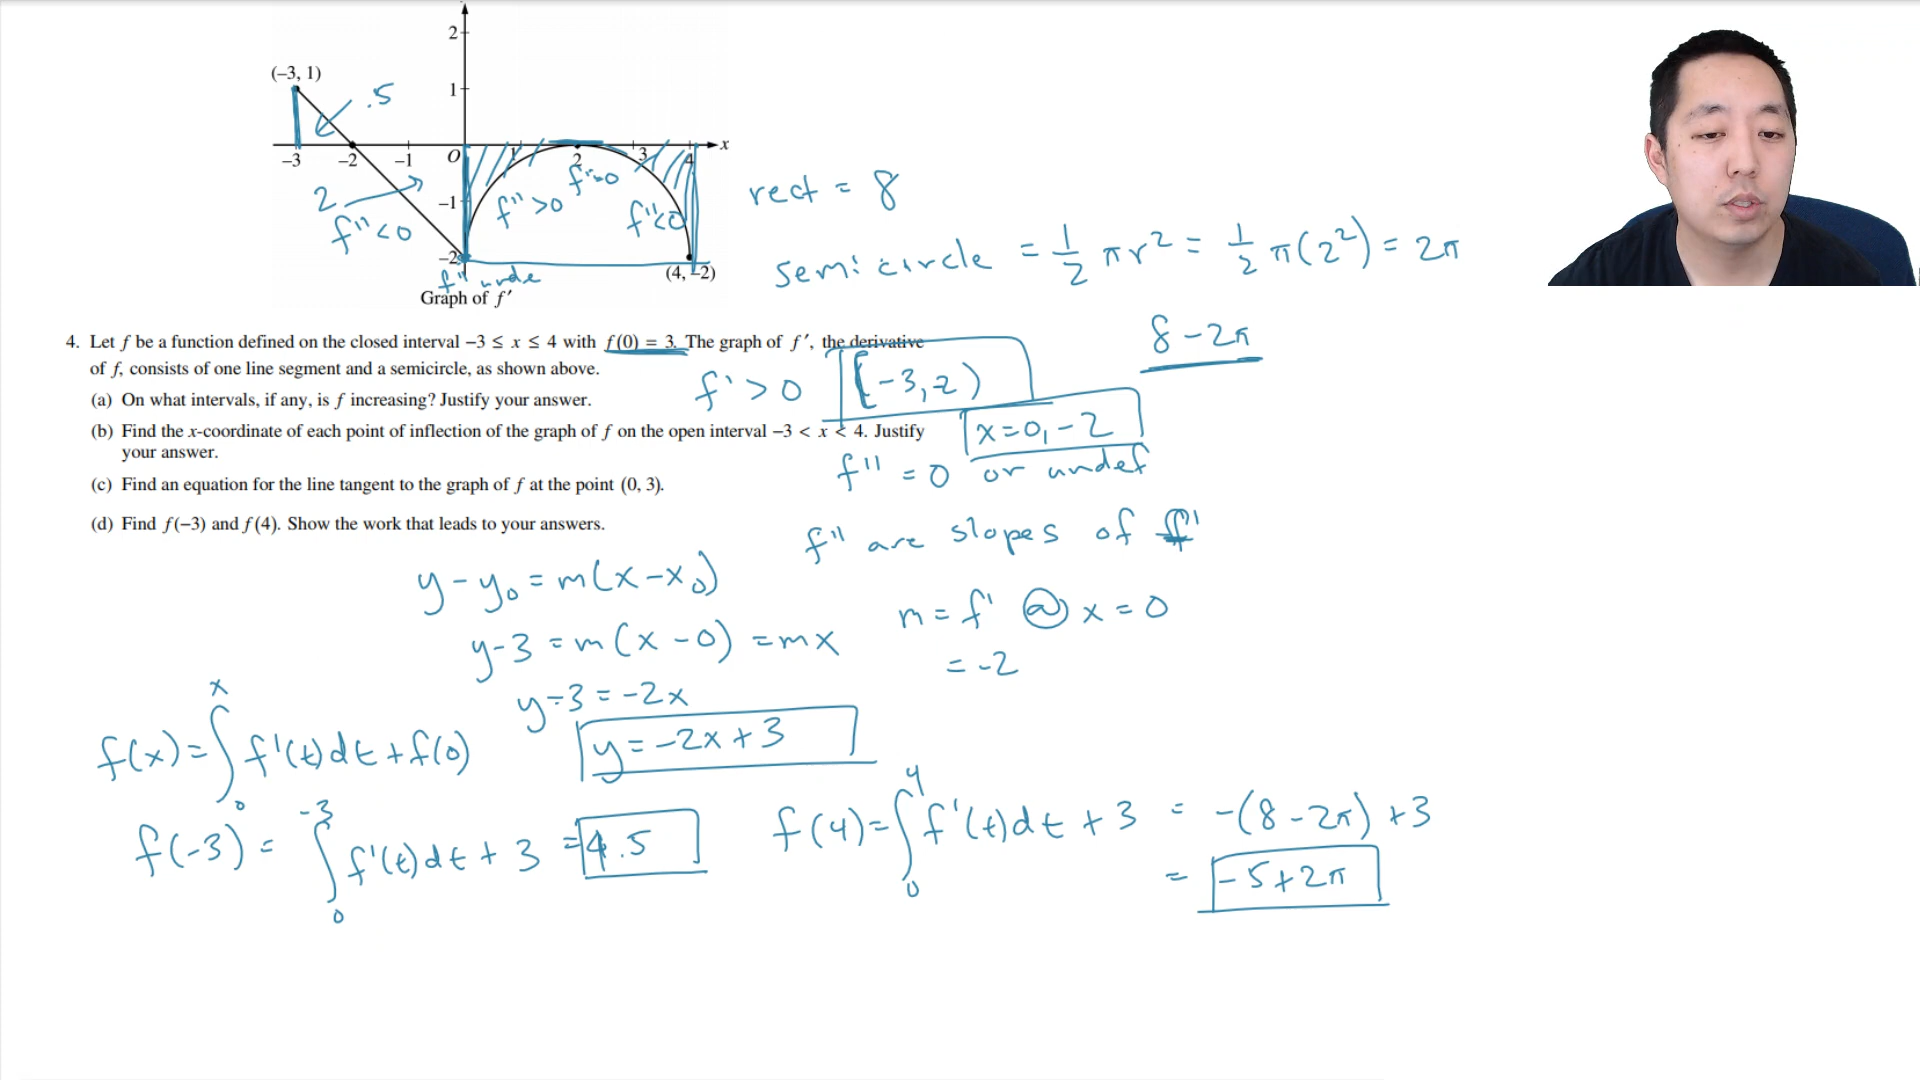 2
(−3, 1)
1
.5
−3 −2 −1 O 1 2 3 4 x
2
f''=0
−1
f'' > 0
f''<0
f'' < 0
−2
(4, −2)
f'' unde
Graph of f′
rect = 8
semicircle = 1/2 πr² = 1/2 π(2²) = 2π
8 − 2π
4. Let f be a function defined on the closed interval −3 ≤ x ≤ 4 with f(0) = 3. The graph of f′, the derivative
of f, consists of one line segment and a semicircle, as shown above.
f' > 0 [-3, 2)
(a) On what intervals, if any, is f increasing? Justify your answer.
(b) Find the x-coordinate of each point of inflection of the graph of f on the open interval −3 < x < 4. Justify
your answer.
x = 0, -2
f'' = 0 or undef
(c) Find an equation for the line tangent to the graph of f at the point (0, 3).
(d) Find f(−3) and f(4). Show the work that leads to your answers.
f'' are slopes of f'
y - y₀ = m(x - x₀)
m = f' @ x = 0
y - 3 = m(x - 0) = mx
= -2
y - 3 = -2x
y = -2x + 3
f(x) = ∫₀ˣ f'(t)dt + f(0)
f(-3) = ∫₀⁻³ f'(t)dt + 3 = 4.5
f(4) = ∫₀⁴ f'(t)dt + 3 = -(8 - 2π) + 3
= -5 + 2π